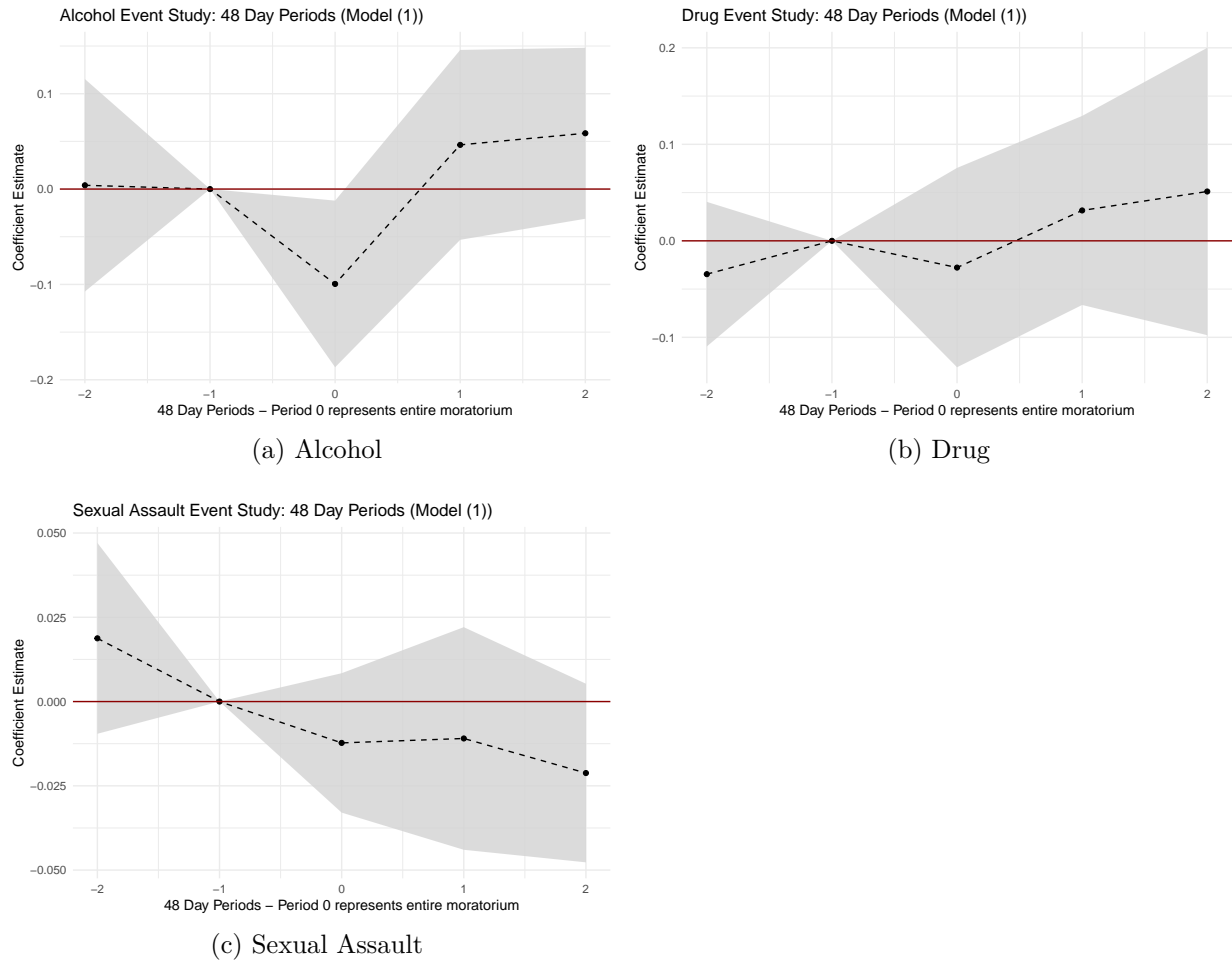 Alcohol Event Study: 48 Day Periods (Model (1))
Coefficient Estimate
0.1
0.0
−0.1
−0.2
−2 −1 0 1 2
48 Day Periods − Period 0 represents entire moratorium
(a) Alcohol
Drug Event Study: 48 Day Periods (Model (1))
Coefficient Estimate
0.2
0.1
0.0
−0.1
−2 −1 0 1 2
48 Day Periods − Period 0 represents entire moratorium
(b) Drug
Sexual Assault Event Study: 48 Day Periods (Model (1))
Coefficient Estimate
0.050
0.025
0.000
−0.025
−0.050
−2 −1 0 1 2
48 Day Periods − Period 0 represents entire moratorium
(c) Sexual Assault